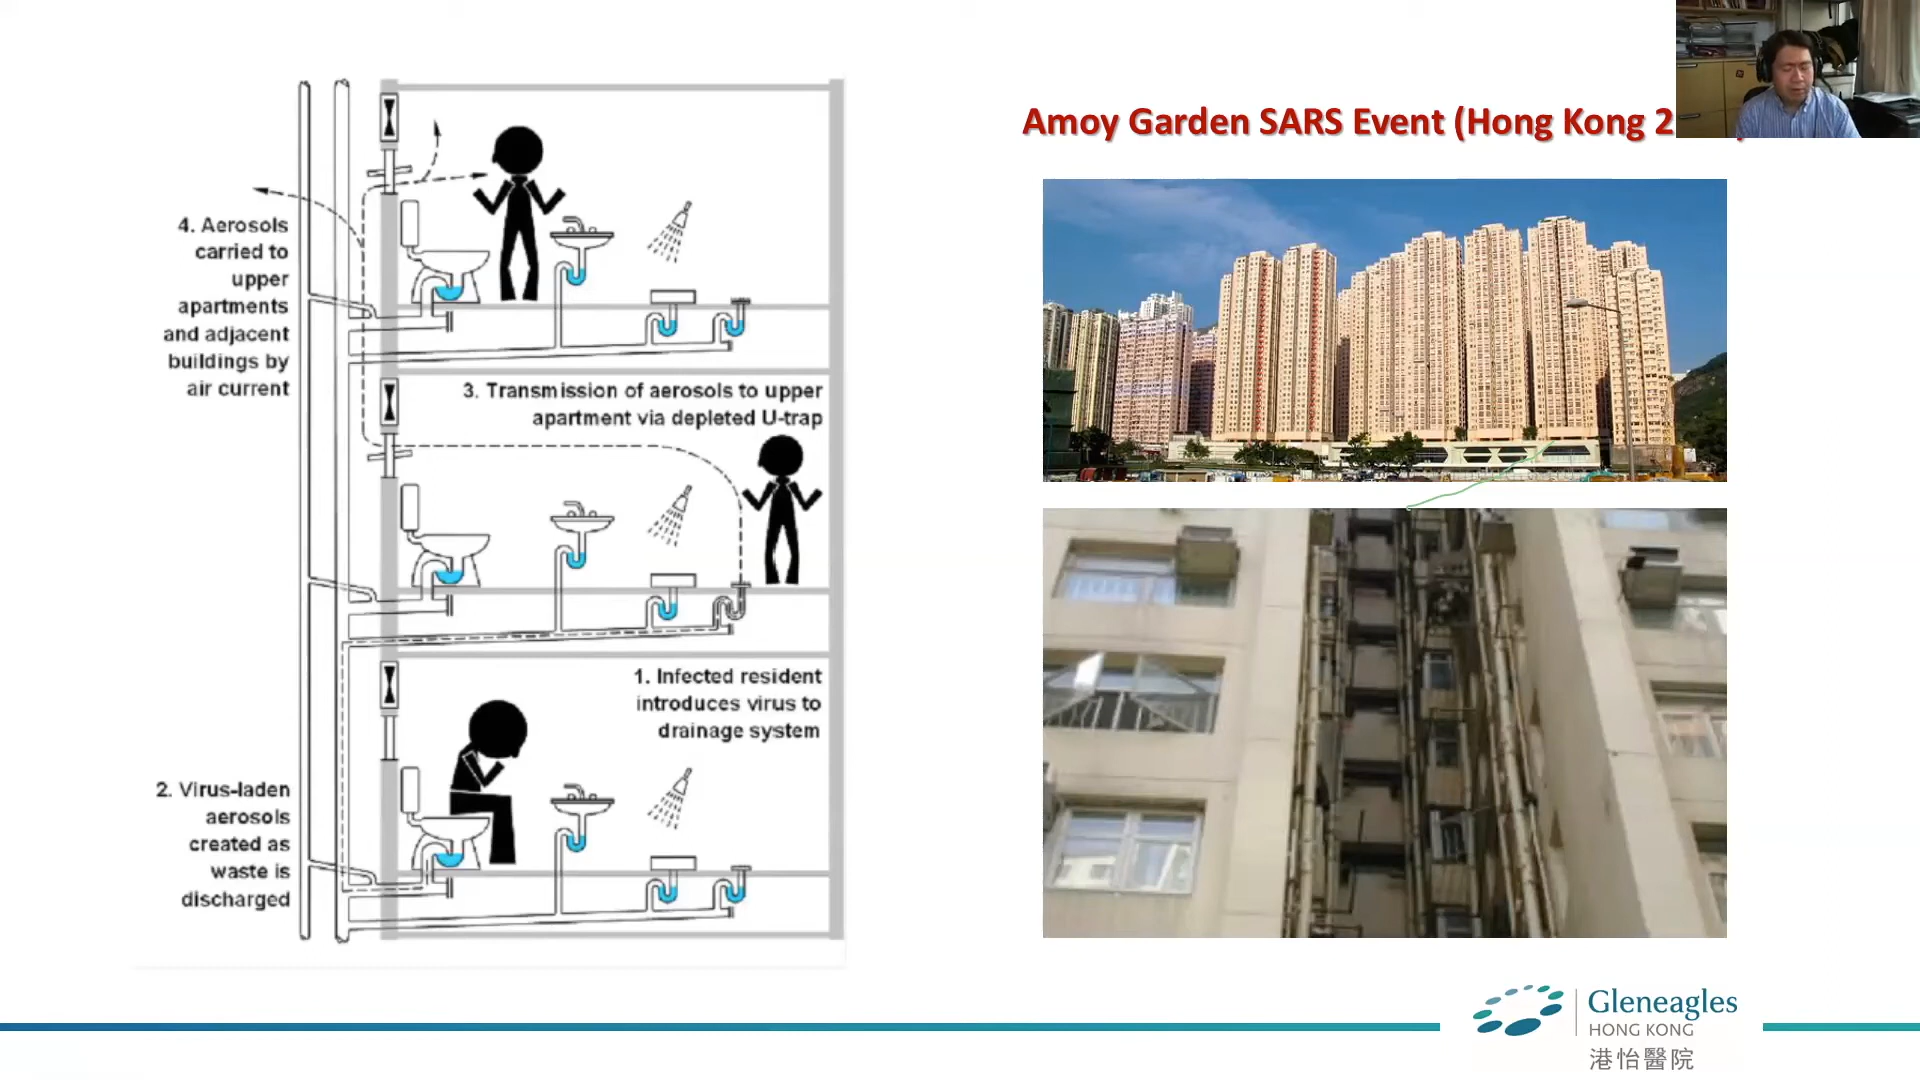 Amoy Garden SARS Event (Hong Kong 2
4. Aerosols
carried to
upper
apartments
and adjacent
buildings by
air current
3. Transmission of aerosols to upper
apartment via depleted U-trap
1. Infected resident
introduces virus to
drainage system
2. Virus-laden
aerosols
created as
waste is
discharged
Gleneagles
HONG KONG
港怡醫院